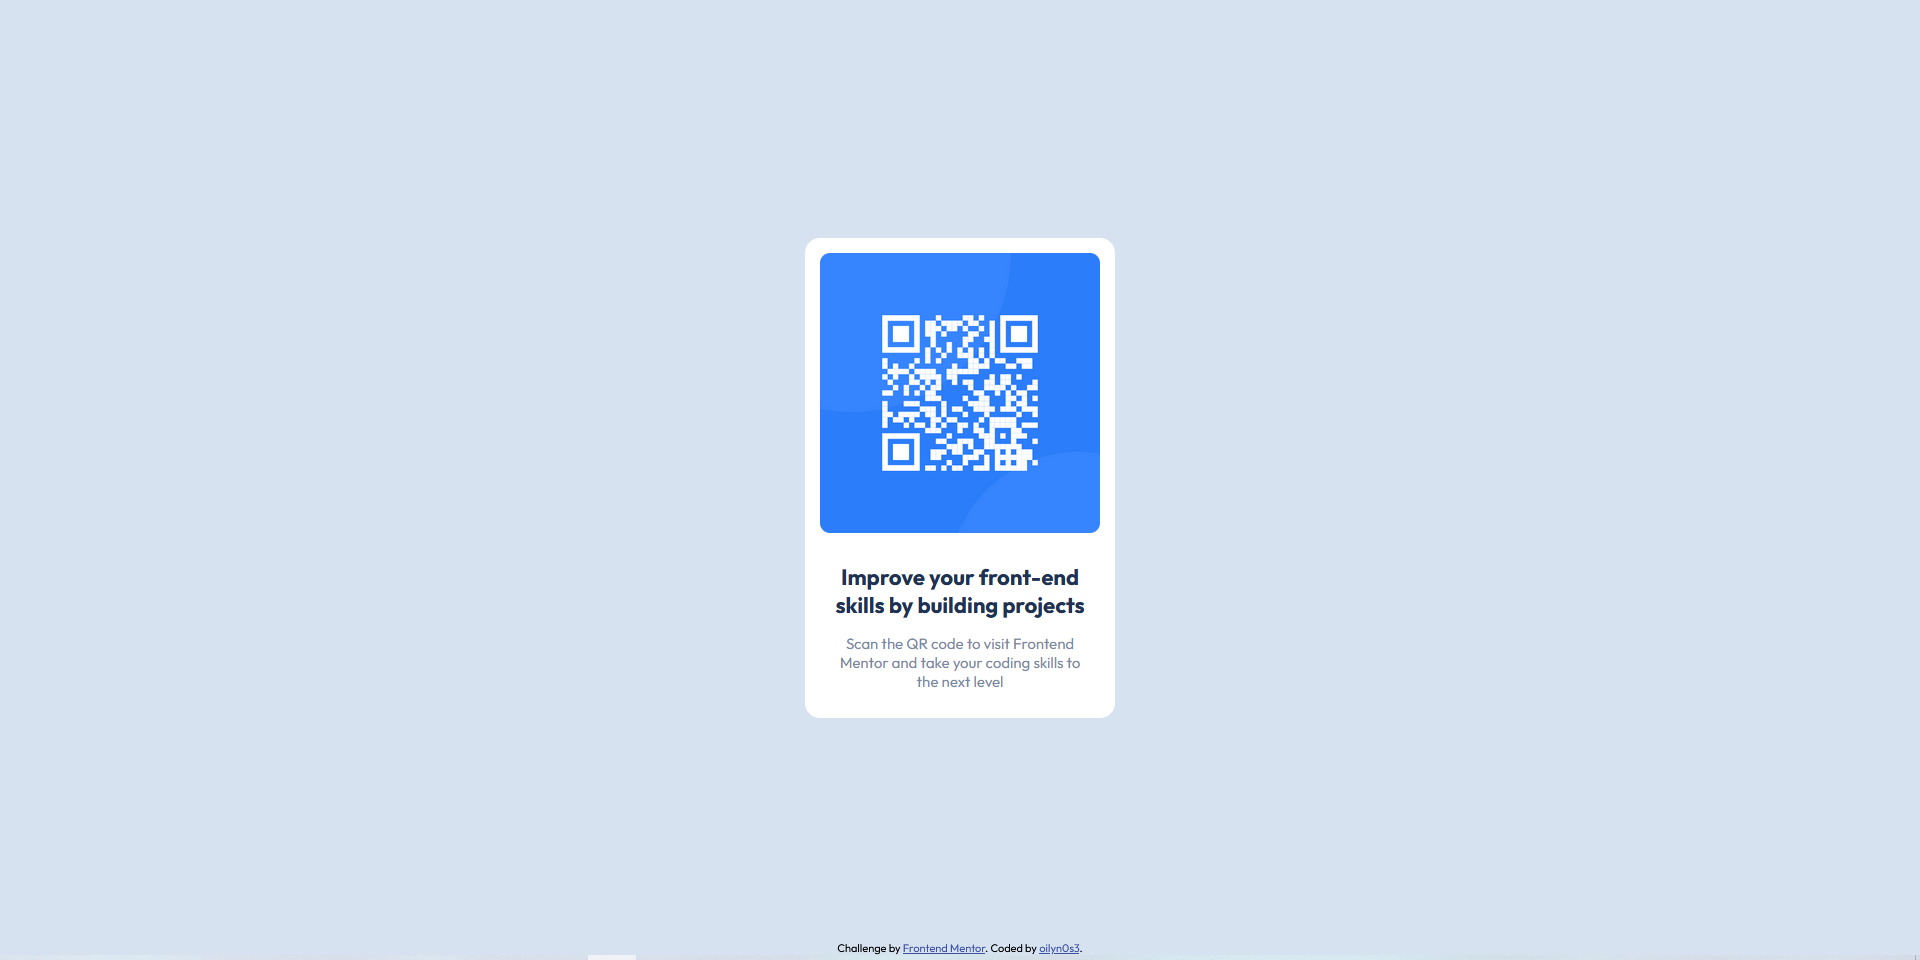 Improve your front-end
skills by building projects
Scan the QR code to visit Frontend
Mentor and take your coding skills to
the next level
Challenge by Frontend Mentor. Coded by oilyn0s3.